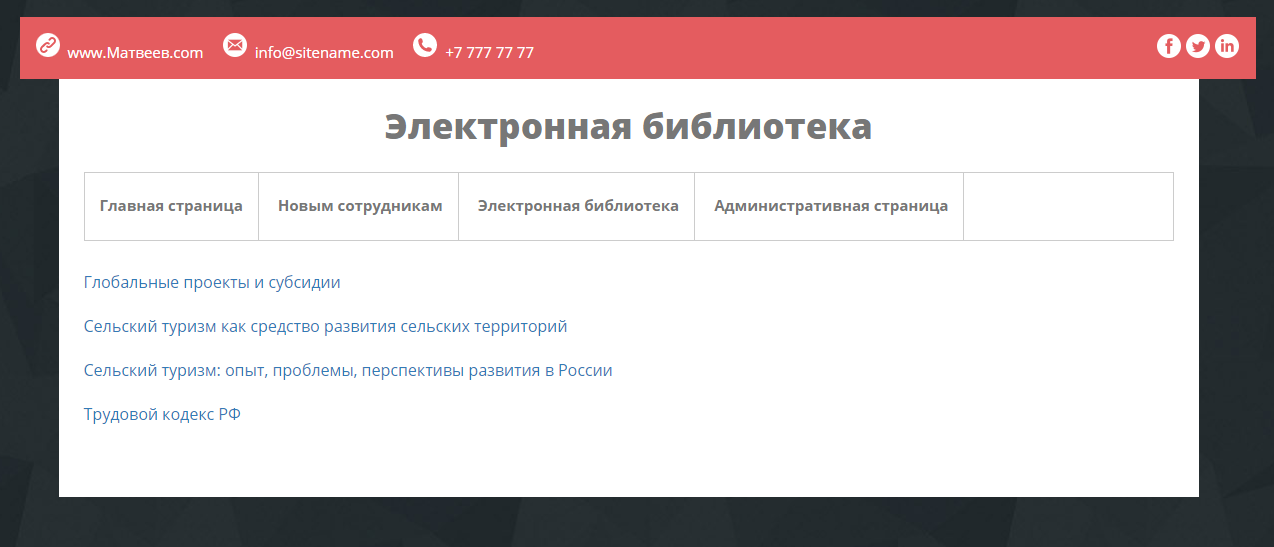 www.Матвеев.com info@sitename.com +7 777 77 77
Электронная библиотека
Главная страница Новым сотрудникам Электронная библиотека Административная страница
Глобальные проекты и субсидии
Сельский туризм как средство развития сельских территорий
Сельский туризм: опыт, проблемы, перспективы развития в России
Трудовой кодекс РФ